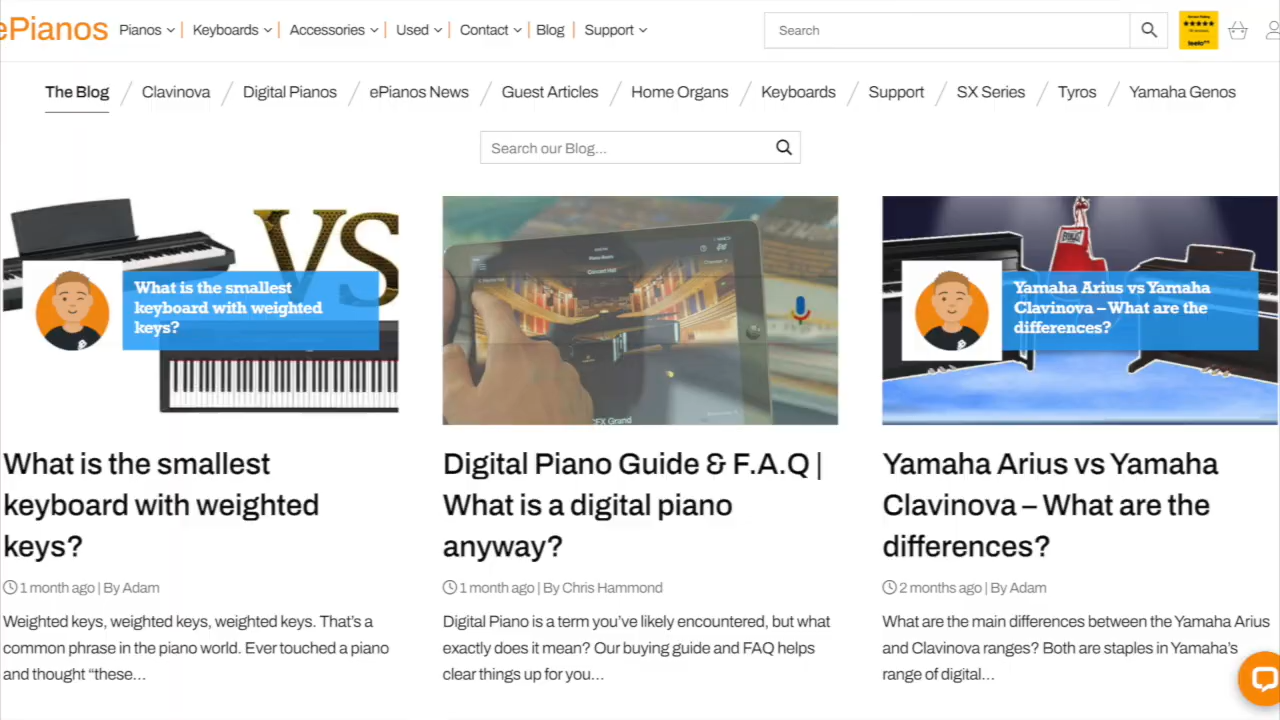 ePianos
Pianos Keyboards Accessories Used Contact Blog Support
Search
The Blog / Clavinova / Digital Pianos / ePianos News / Guest Articles / Home Organs / Keyboards / Support / SX Series / Tyros / Yamaha Genos
Search our Blog...
VS
What is the smallest
keyboard with weighted
keys?
Concert Hall
CFX Grand
EVERLAST
Yamaha Arius vs Yamaha
Clavinova – What are the
differences?
What is the smallest
keyboard with weighted
keys?
1 month ago | By Adam
Weighted keys, weighted keys, weighted keys. That's a
common phrase in the piano world. Ever touched a piano
and thought “these...
Digital Piano Guide & F.A.Q |
What is a digital piano
anyway?
1 month ago | By Chris Hammond
Digital Piano is a term you've likely encountered, but what
exactly does it mean? Our buying guide and FAQ helps
clear things up for you...
Yamaha Arius vs Yamaha
Clavinova – What are the
differences?
2 months ago | By Adam
What are the main differences between the Yamaha Arius
and Clavinova ranges? Both are staples in Yamaha's
range of digital...